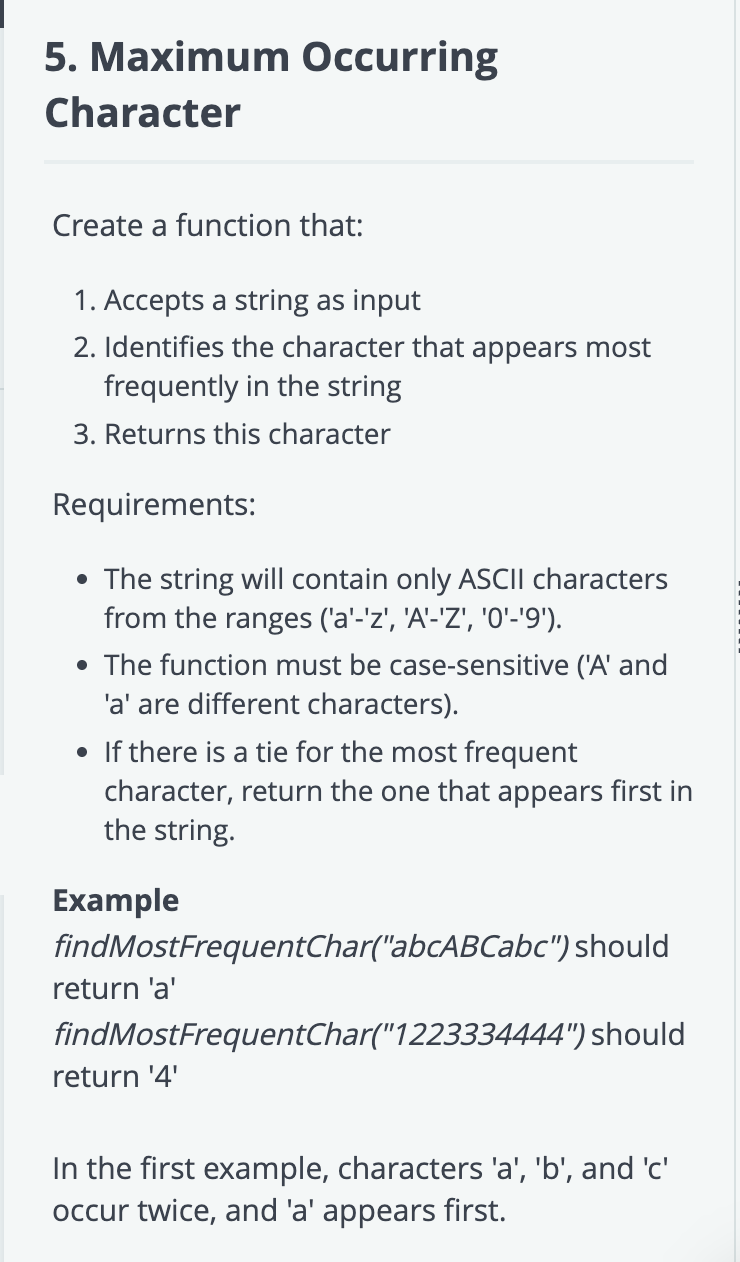 5. Maximum Occurring
Character
Create a function that:
1. Accepts a string as input
2. Identifies the character that appears most
frequently in the string
3. Returns this character
Requirements:
• The string will contain only ASCII characters
from the ranges ('a'-'z', 'A'-'Z', '0'-'9').
• The function must be case-sensitive ('A' and
'a' are different characters).
• If there is a tie for the most frequent
character, return the one that appears first in
the string.
Example
findMostFrequentChar("abcABCabc") should
return 'a'
findMostFrequentChar("1223334444") should
return '4'
In the first example, characters 'a', 'b', and 'c'
occur twice, and 'a' appears first.